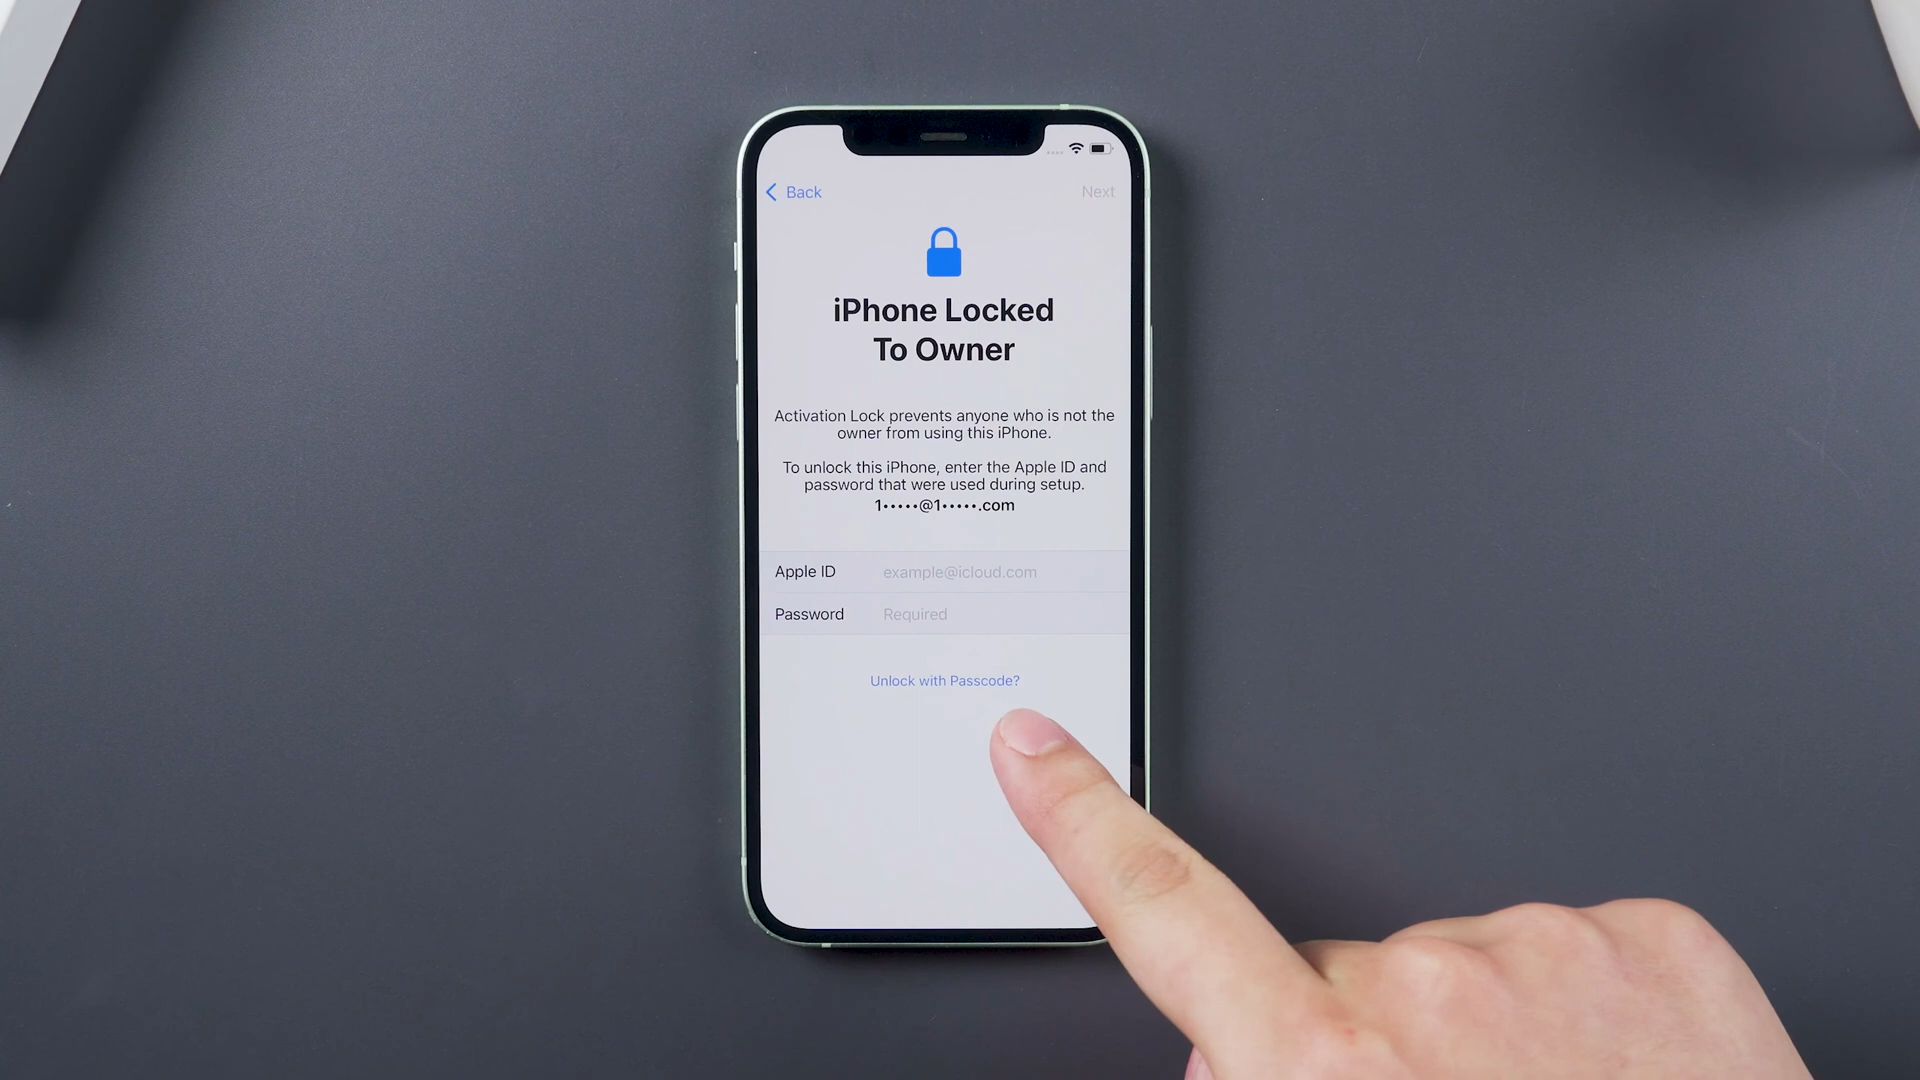 Back
Next
iPhone Locked
To Owner
Activation Lock prevents anyone who is not the
owner from using this iPhone.
To unlock this iPhone, enter the Apple ID and
password that were used during setup.
1•••••@1•••••.com
Apple ID example@icloud.com
Password Required
Unlock with Passcode?